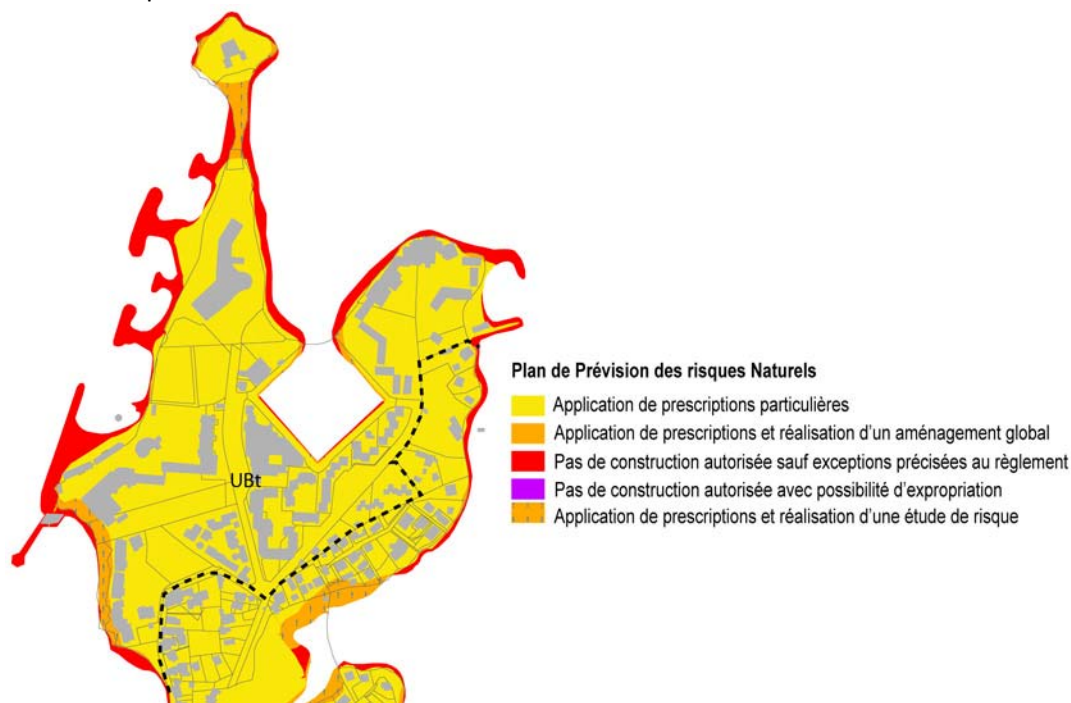 UBt
Plan de Prévision des risques Naturels
Application de prescriptions particulières
Application de prescriptions et réalisation d'un aménagement global
Pas de construction autorisée sauf exceptions précisées au règlement
Pas de construction autorisée avec possibilité d'expropriation
Application de prescriptions et réalisation d'une étude de risque